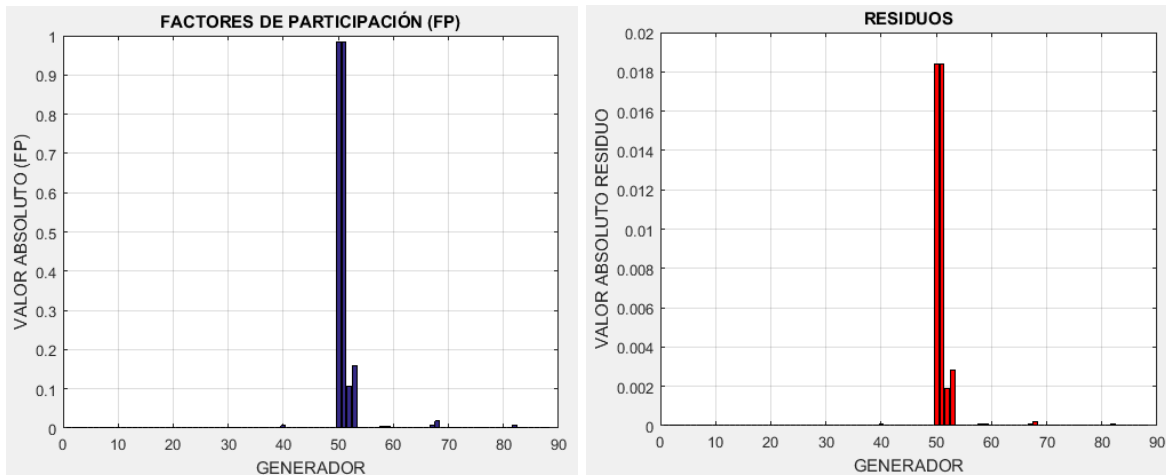 FACTORES DE PARTICIPACIÓN (FP)
VALOR ABSOLUTO (FP)
1
0.9
0.8
0.7
0.6
0.5
0.4
0.3
0.2
0.1
0
0 10 20 30 40 50 60 70 80 90
GENERADOR
RESIDUOS
VALOR ABSOLUTO RESIDUO
0.02
0.018
0.016
0.014
0.012
0.01
0.008
0.006
0.004
0.002
0
0 10 20 30 40 50 60 70 80 90
GENERADOR